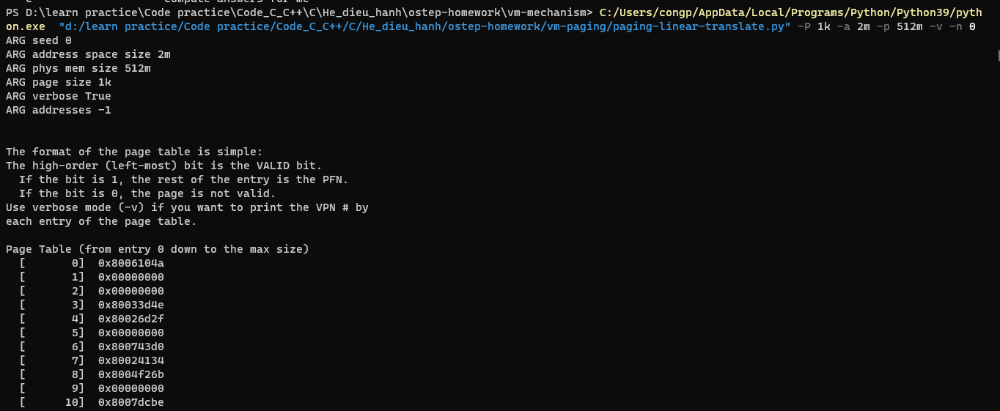 compute answers for me
PS D:\learn practice\Code practice\Code_C_C++\C\He_dieu_hanh\ostep-homework\vm-mechanism> C:/Users/congp/AppData/Local/Programs/Python/Python39/pyth
on.exe  "d:/learn practice/Code practice/Code_C_C++/C/He_dieu_hanh/ostep-homework/vm-paging/paging-linear-translate.py" -P 1k -a 2m -p 512m -v -n 0
ARG seed 0
ARG address space size 2m
ARG phys mem size 512m
ARG page size 1k
ARG verbose True
ARG addresses -1
The format of the page table is simple:
The high-order (left-most) bit is the VALID bit.
  If the bit is 1, the rest of the entry is the PFN.
  If the bit is 0, the page is not valid.
Use verbose mode (-v) if you want to print the VPN # by
each entry of the page table.
Page Table (from entry 0 down to the max size)
  [       0]  0x8006104a
  [       1]  0x00000000
  [       2]  0x00000000
  [       3]  0x80033d4e
  [       4]  0x80026d2f
  [       5]  0x00000000
  [       6]  0x800743d0
  [       7]  0x80024134
  [       8]  0x8004f26b
  [       9]  0x00000000
  [      10]  0x8007dcbe